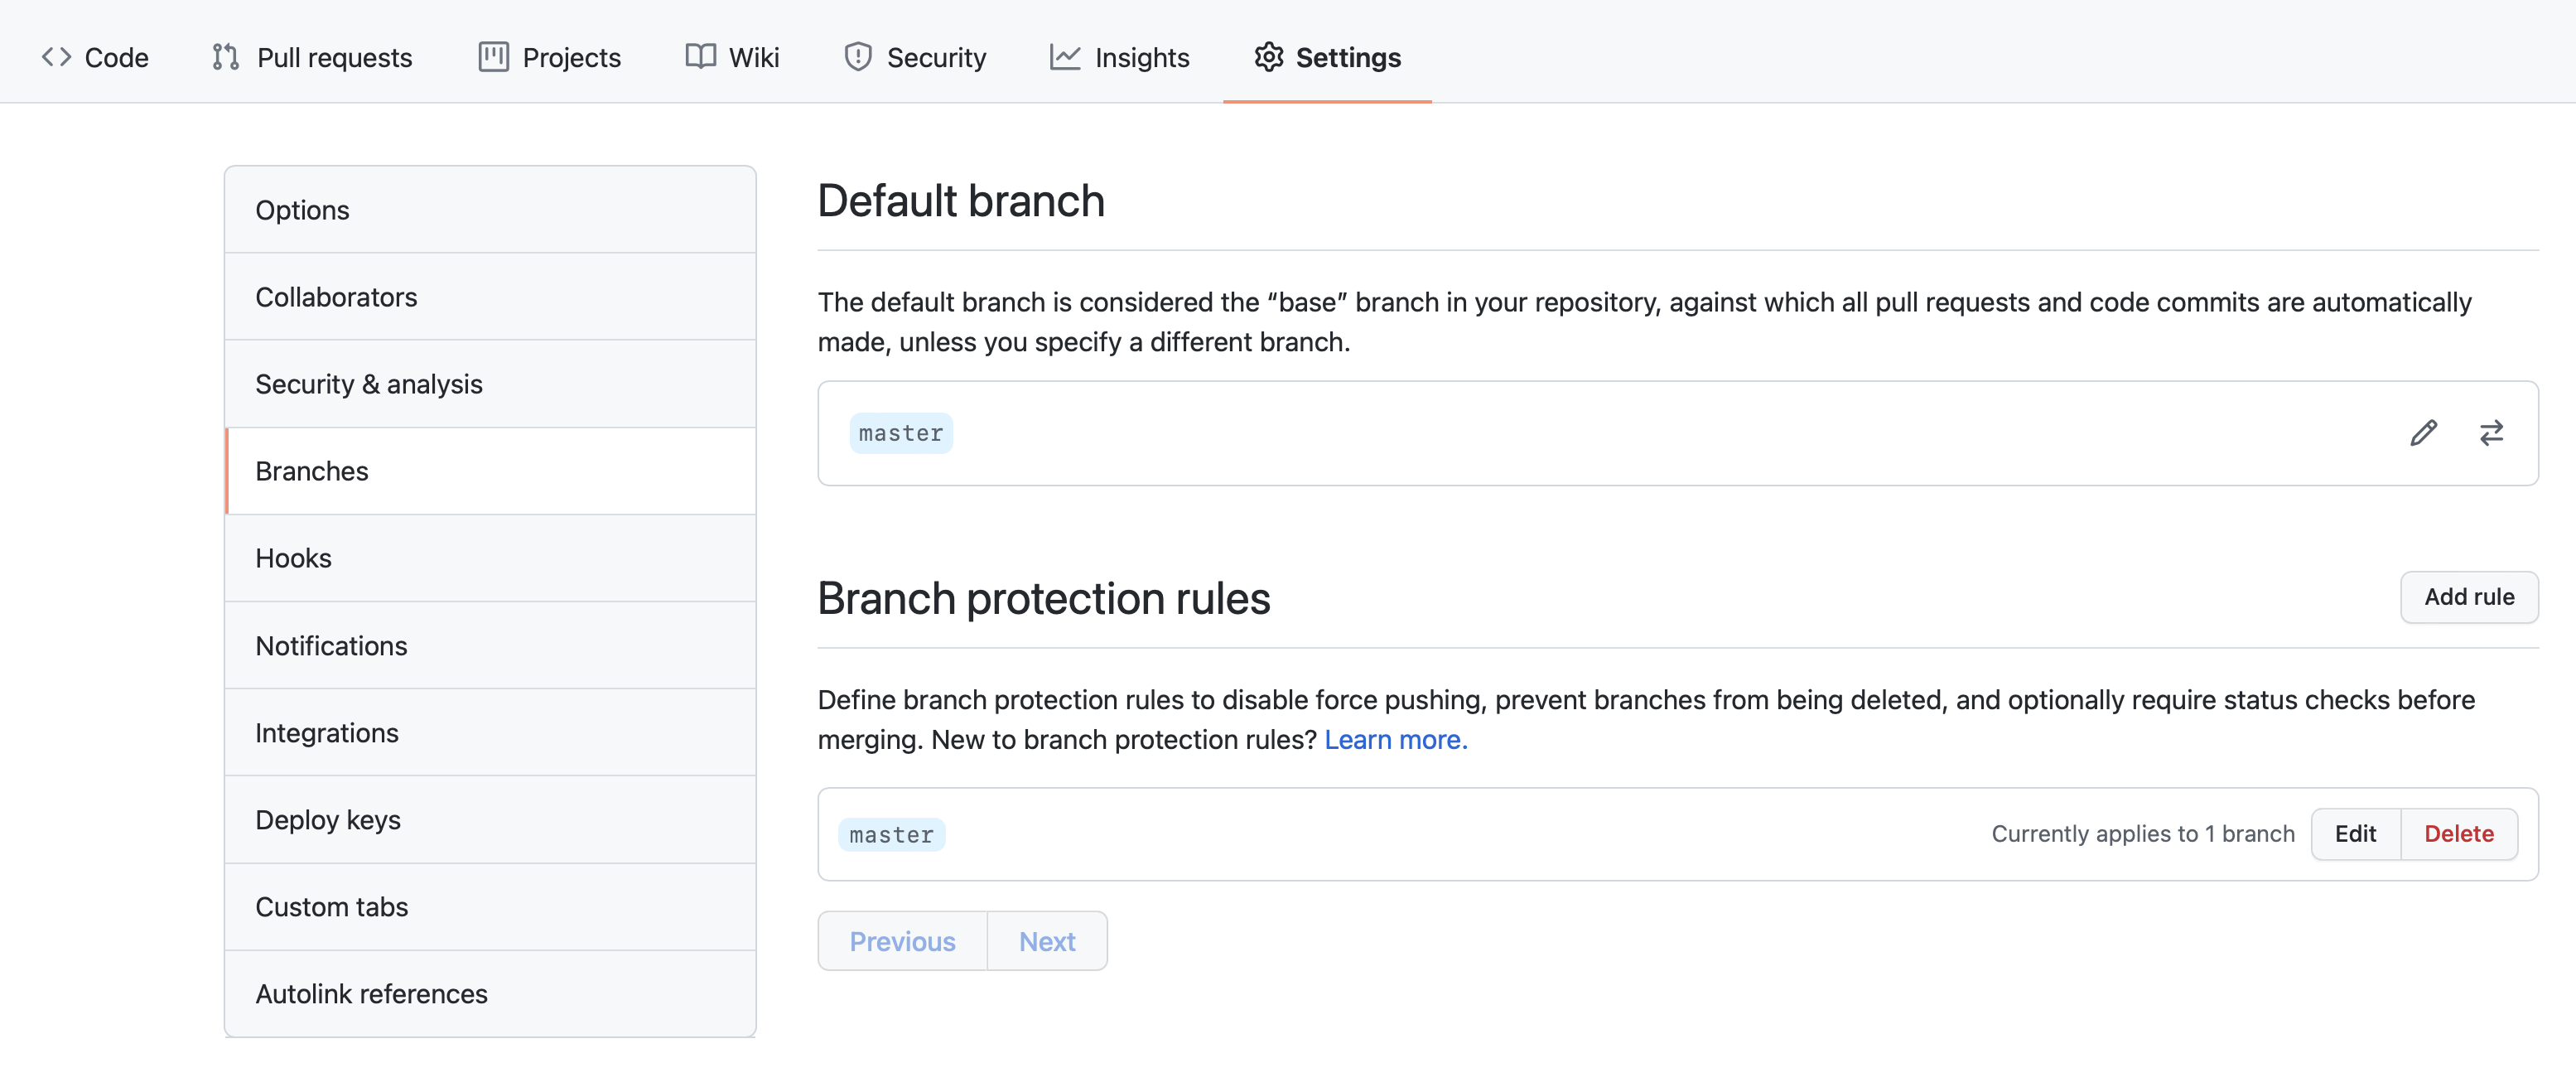 Code Pull requests Projects Wiki Security Insights Settings
Options
Collaborators
Security & analysis
Branches
Hooks
Notifications
Integrations
Deploy keys
Custom tabs
Autolink references
Default branch
The default branch is considered the “base” branch in your repository, against which all pull requests and code commits are automatically
made, unless you specify a different branch.
master
Branch protection rules
Add rule
Define branch protection rules to disable force pushing, prevent branches from being deleted, and optionally require status checks before
merging. New to branch protection rules? Learn more.
master Currently applies to 1 branch Edit Delete
Previous Next